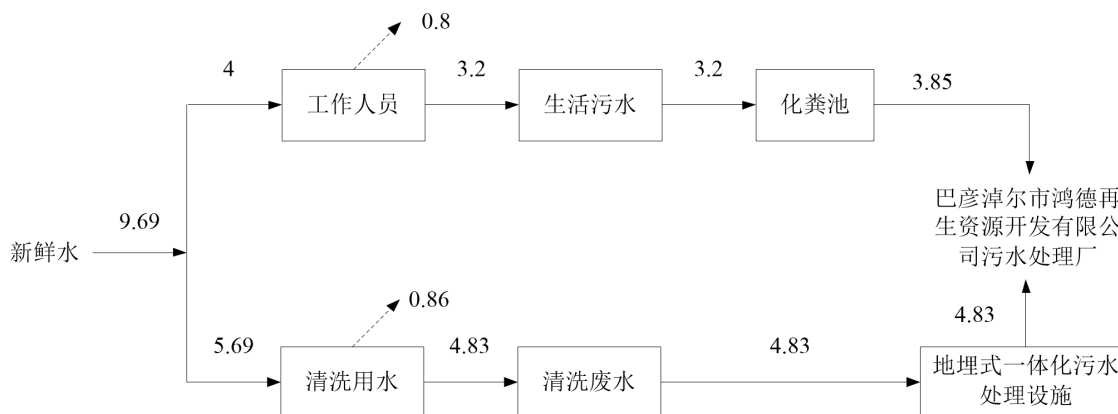 0.8
4
3.2
3.2
3.85
工作人员
生活污水
化粪池
巴彦淖尔市鸿德再
生资源开发有限公
司污水处理厂
9.69
新鲜水
0.86
5.69
4.83
4.83
4.83
清洗用水
清洗废水
地埋式一体化污水
处理设施